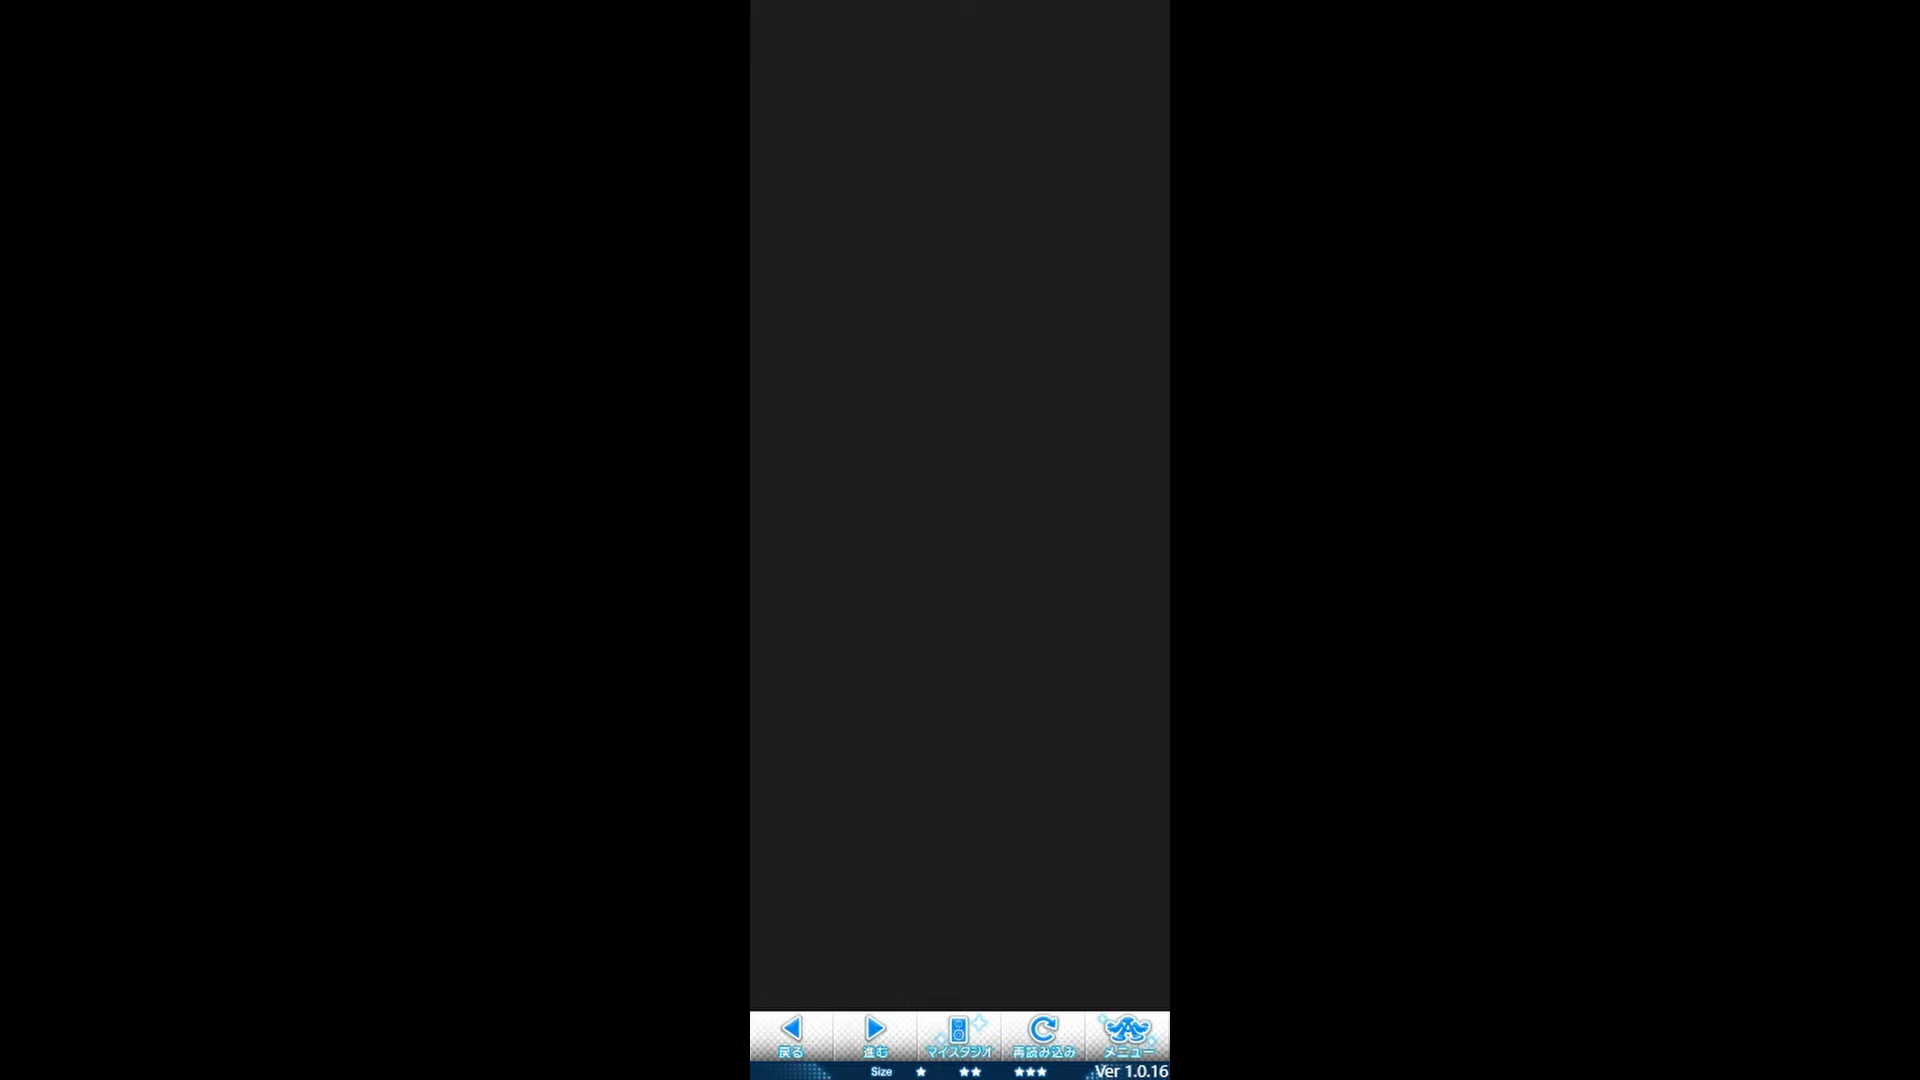 戻る 進む マイスタジオ 再読み込み メニュー
Size ★ ★★ ★★★ Ver 1.0.16